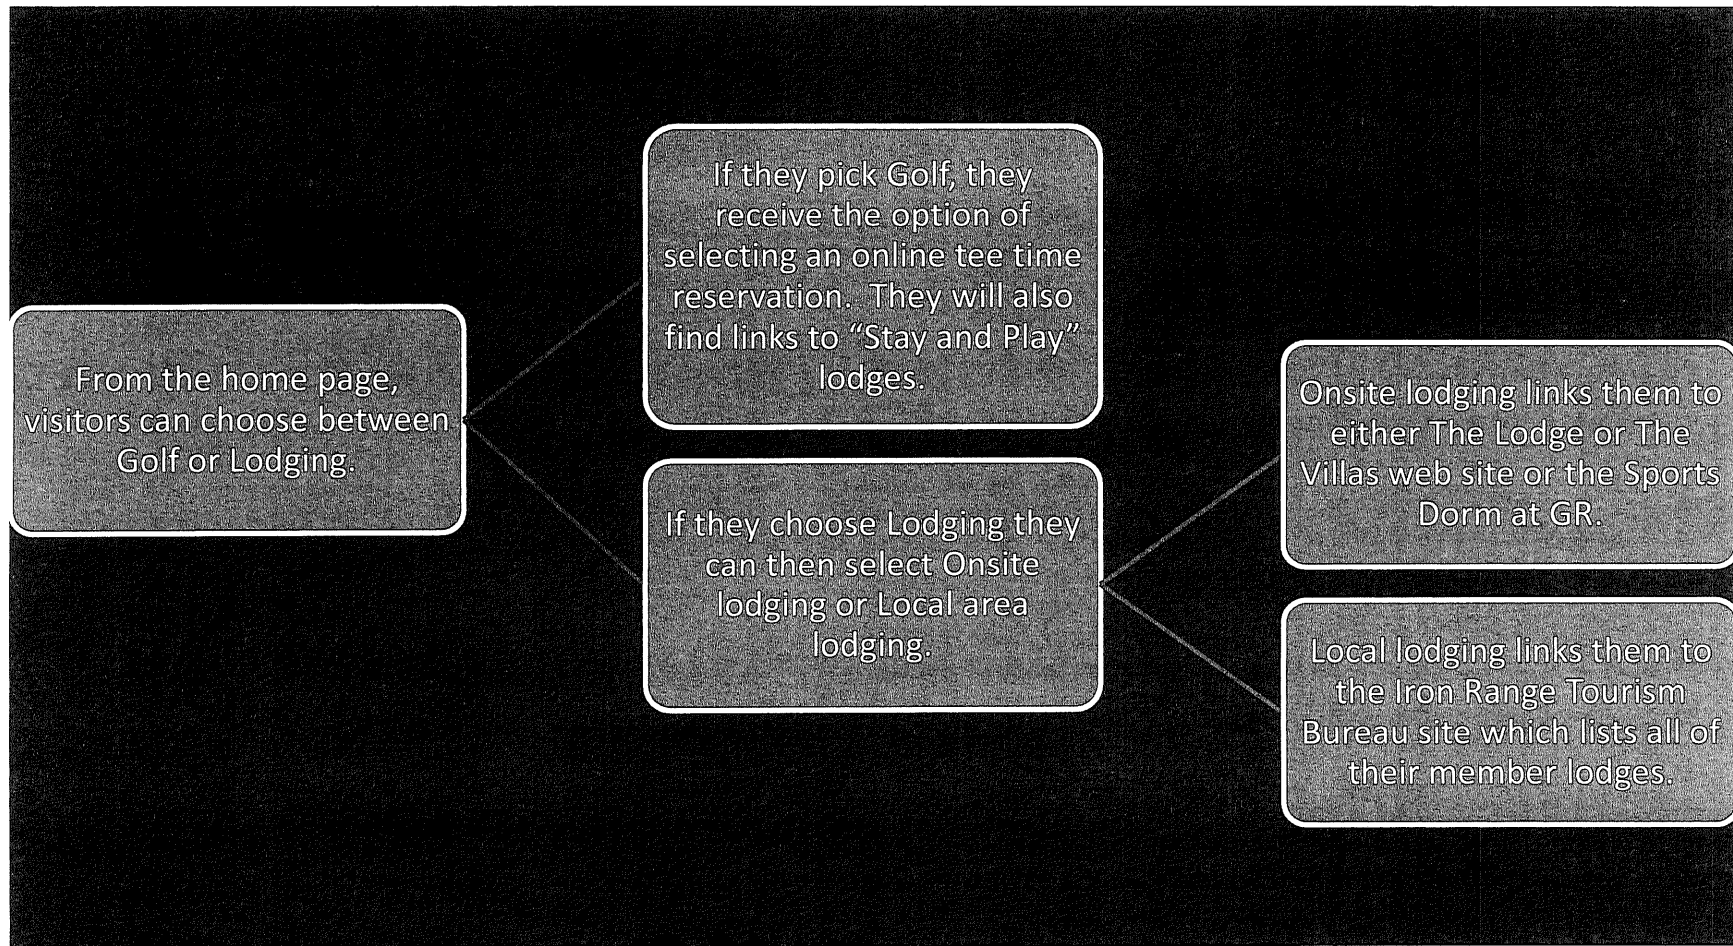 From the home page,
visitors can choose between
Golf or Lodging.
If they pick Golf, they
receive the option of
selecting an online tee time
reservation.  They will also
find links to “Stay and Play”
lodges.
If they choose Lodging they
can then select Onsite
lodging or Local area
lodging.
Onsite lodging links them to
either The Lodge or The
Villas web site or the Sports
Dorm at GR.
Local lodging links them to
the Iron Range Tourism
Bureau site which lists all of
their member lodges.